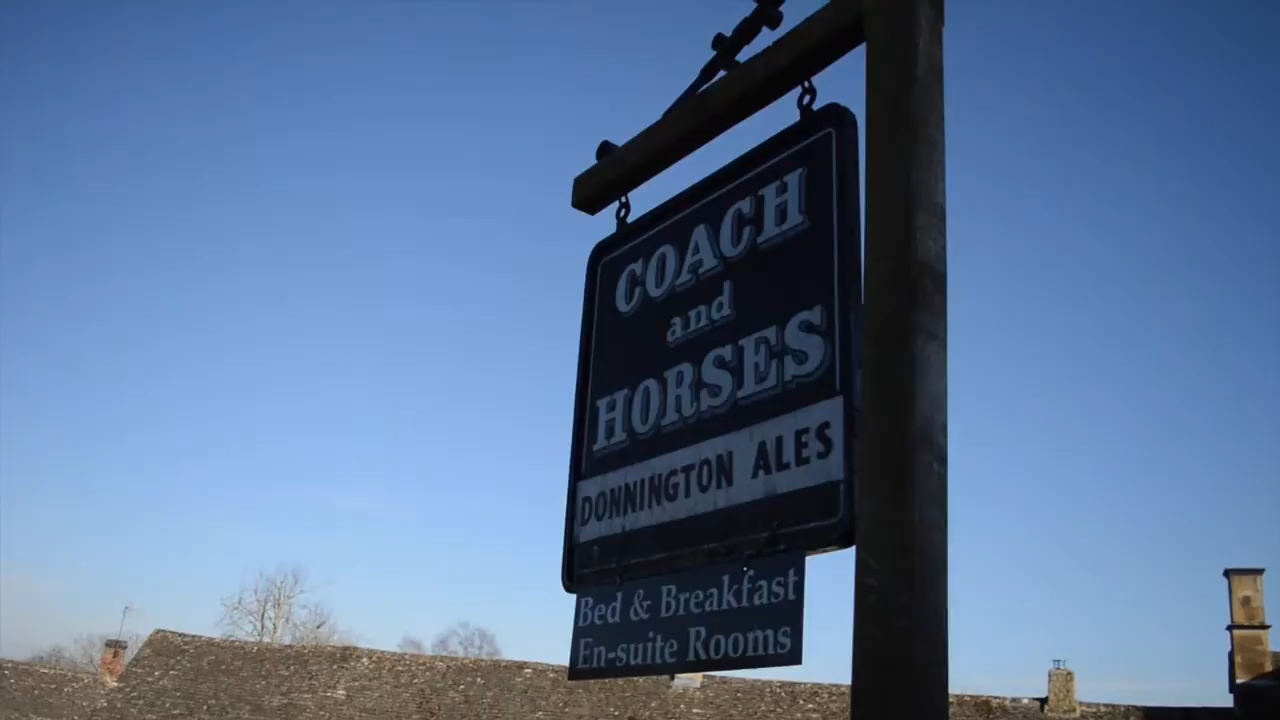 COACH
and
HORSES
DONNINGTON ALES
Bed & Breakfast
En-suite Rooms